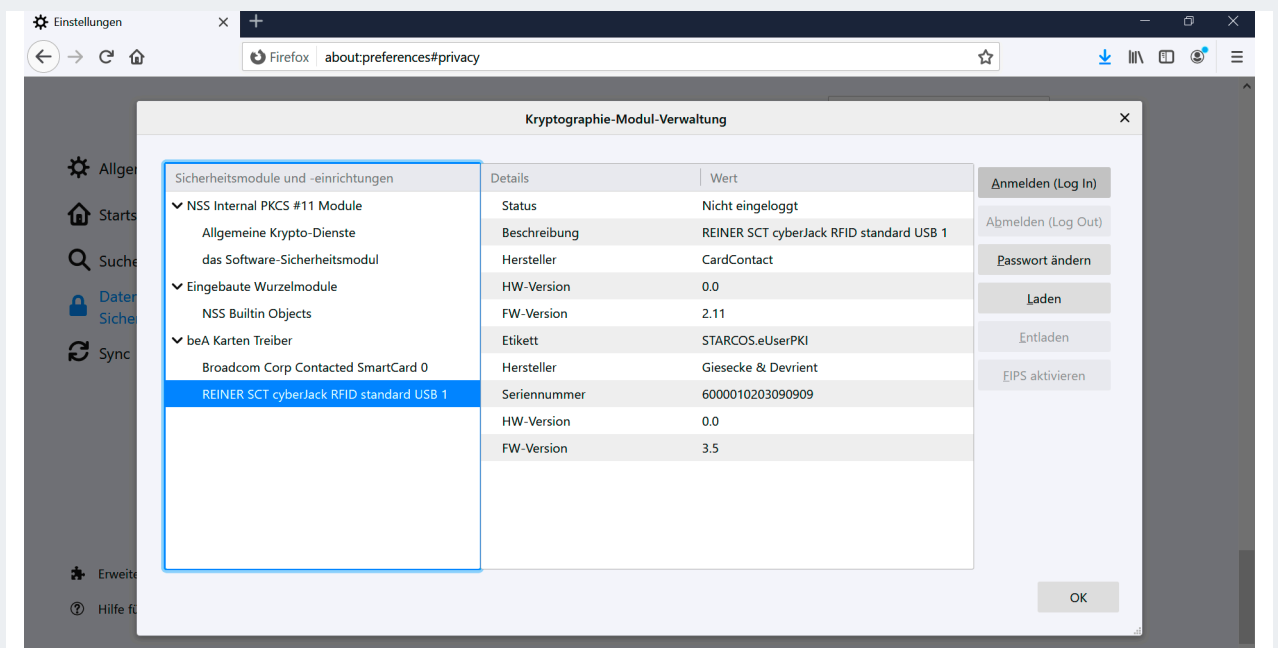 Einstellungen
Firefox about:preferences#privacy
Kryptographie-Modul-Verwaltung
Sicherheitsmodule und -einrichtungen Details Wert
NSS Internal PKCS #11 Module
Allgemeine Krypto-Dienste
das Software-Sicherheitsmodul
Eingebaute Wurzelmodule
NSS Builtin Objects
beA Karten Treiber
Broadcom Corp Contacted SmartCard 0
REINER SCT cyberJack RFID standard USB 1
Status Nicht eingeloggt
Beschreibung REINER SCT cyberJack RFID standard USB 1
Hersteller CardContact
HW-Version 0.0
FW-Version 2.11
Etikett STARCOS.eUserPKI
Hersteller Giesecke & Devrient
Seriennummer 6000010203090909
HW-Version 0.0
FW-Version 3.5
Anmelden (Log In)
Abmelden (Log Out)
Passwort ändern
Laden
Entladen
FIPS aktivieren
OK
Allger
Starts
Suche
Daten
Sicher
Sync
Erweite
Hilfe fü